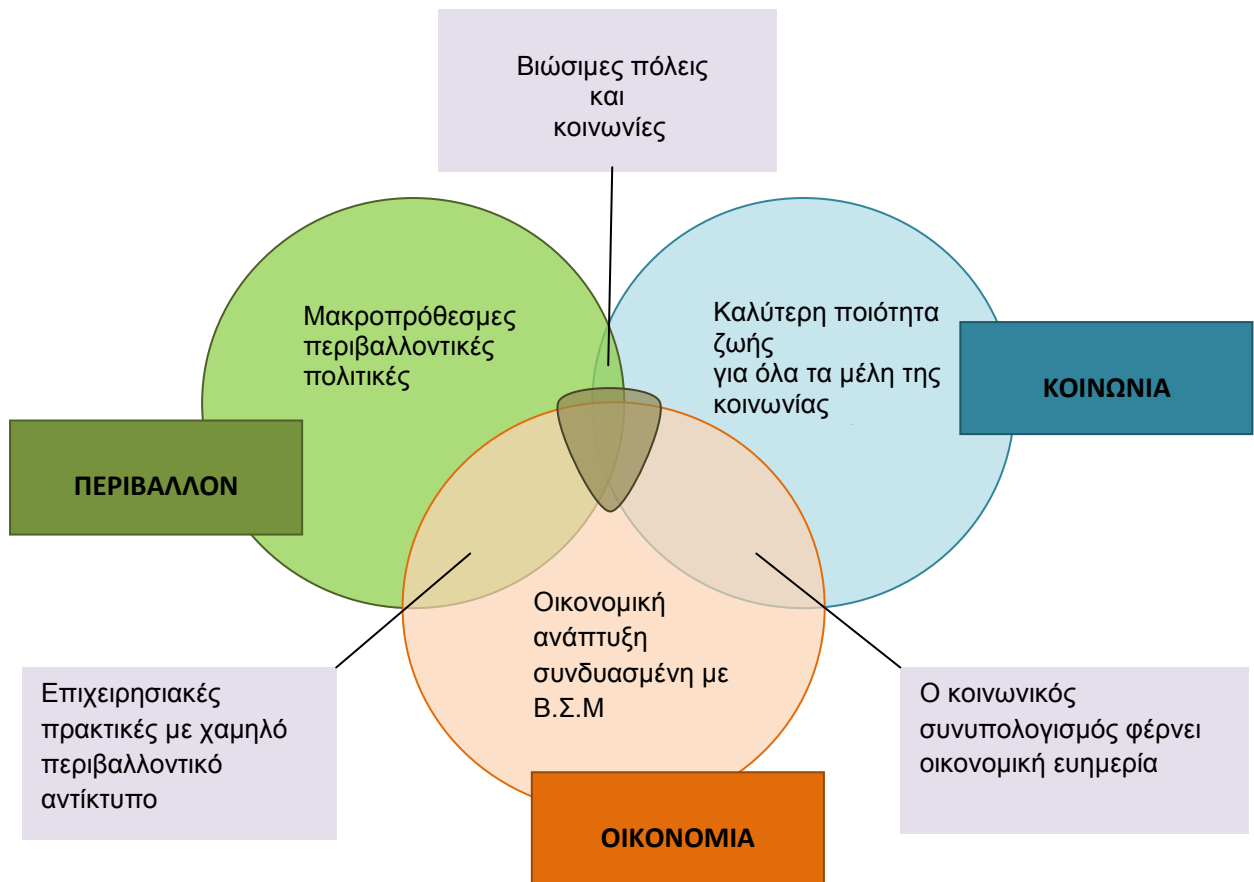 Βιώσιμες πόλεις
και
κοινωνίες
Μακροπρόθεσμες
περιβαλλοντικές
πολιτικές
Καλύτερη ποιότητα
ζωής
για όλα τα μέλη της
κοινωνίας
ΚΟΙΝΩΝΙΑ
ΠΕΡΙΒΑΛΛΟΝ
Οικονομική
ανάπτυξη
συνδυασμένη με
Β.Σ.Μ
Επιχειρησιακές
πρακτικές με χαμηλό
περιβαλλοντικό
αντίκτυπο
Ο κοινωνικός
συνυπολογισμός φέρνει
οικονομική ευημερία
ΟΙΚΟΝΟΜΙΑ